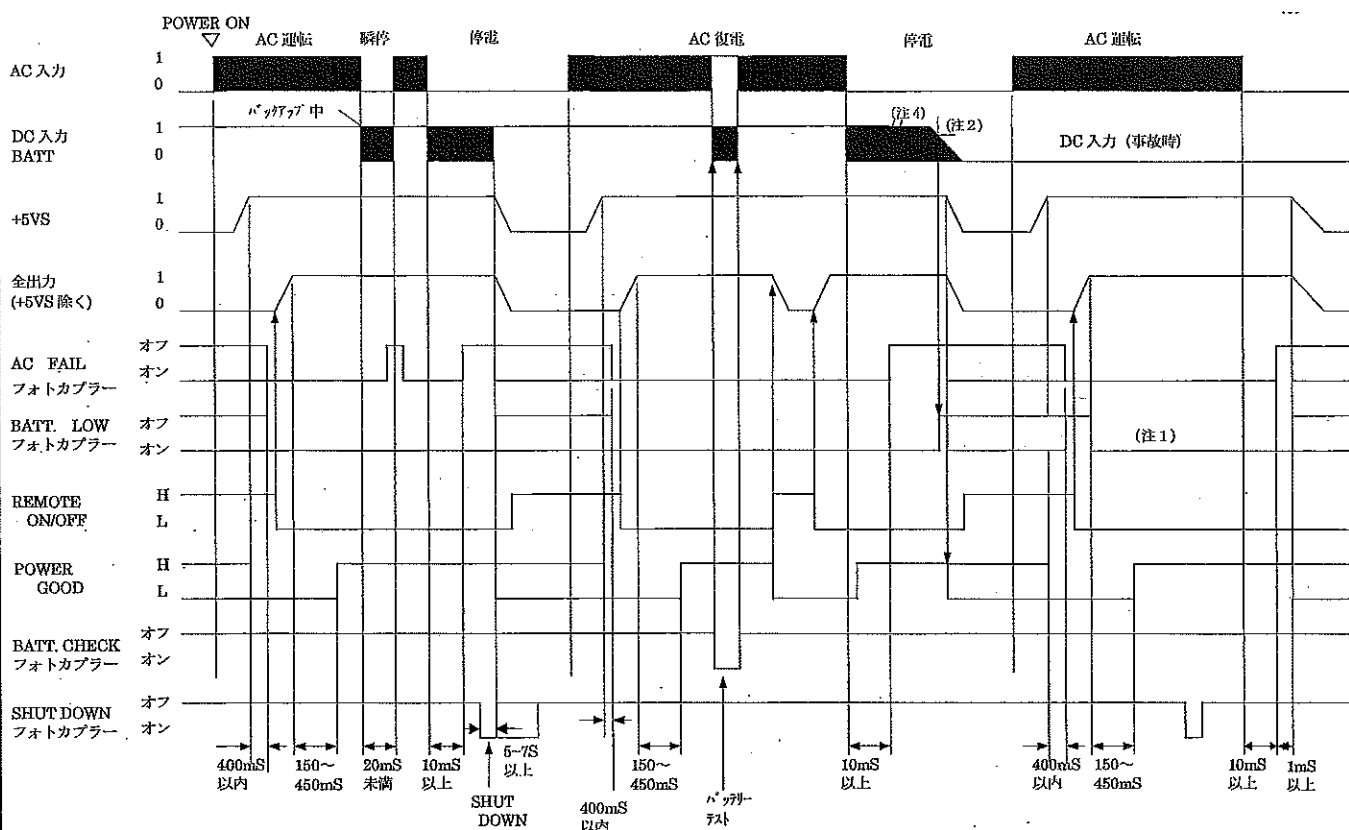 POWER ON
AC 運転 瞬停 停電 AC 復電 停電 AC 運転
AC 入力 1
0
バックアップ 中
DC 入力 1
BATT 0
(注4)
(注2)
DC 入力 (事故時)
+5VS 1
0
全出力 1
(+5VS 除く) 0
AC FAIL オフ
フォトカプラー オン
BATT. LOW オフ
フォトカプラー オン
(注1)
REMOTE H
ON/OFF L
POWER H
GOOD L
BATT. CHECK オフ
フォトカプラー オン
SHUT DOWN オフ
フォトカプラー オン
400mS
以内
150～
450mS
20mS
未満
10mS
以上
SHUT
DOWN
5~7S
以上
400mS
以内
150～
450mS
バッテリー
テスト
10mS
以上
400mS
以内
150～
450mS
10mS
以上
1mS
以上